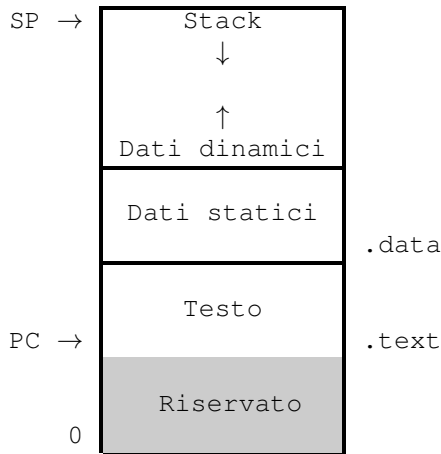 SP → Stack
↓
↑
Dati dinamici
Dati statici
.data
Testo
PC → .text
Riservato
0